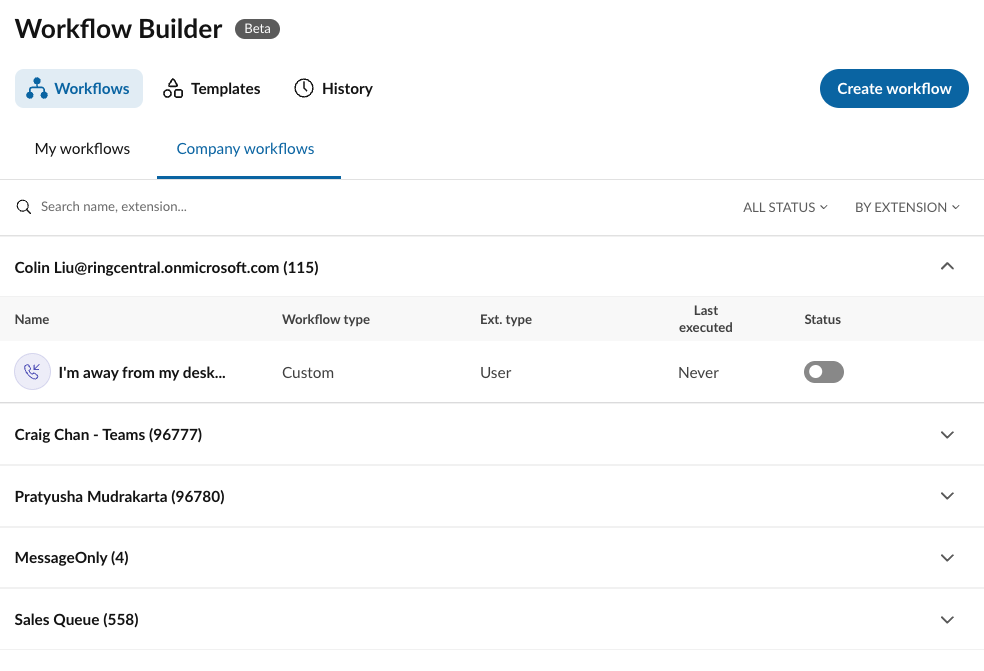 Workflow Builder Beta
Workflows Templates History Create workflow
My workflows Company workflows
Search name, extension... ALL STATUS BY EXTENSION
Colin Liu@ringcentral.onmicrosoft.com (115)
Name Workflow type Ext. type Last executed Status
I'm away from my desk... Custom User Never
Craig Chan - Teams (96777)
Pratyusha Mudrakarta (96780)
MessageOnly (4)
Sales Queue (558)